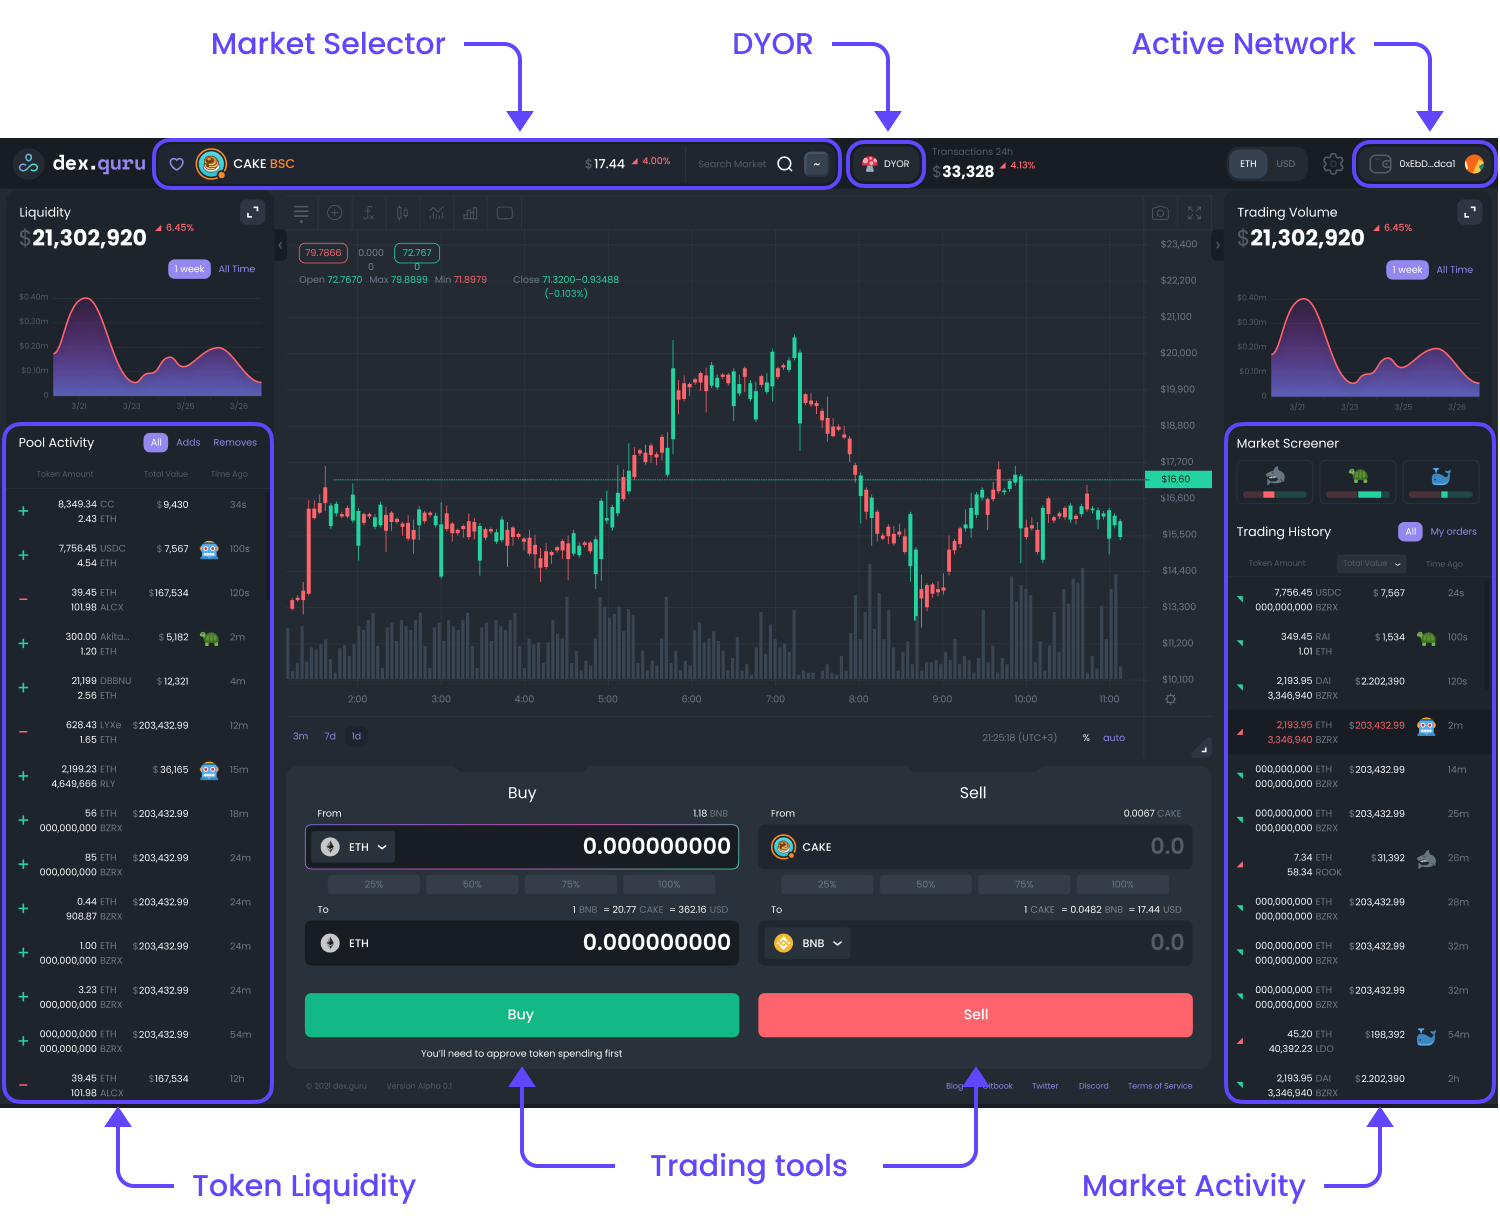 Market Selector
DYOR
Active Network
dex.guru
CAKE BSC
$17.44 4.00%
Search Market
~
DYOR
Transactions 24h
$33,328 4.13%
ETH USD
0xEbD...dca1
Liquidity
$21,302,920 6.45%
1 week All Time
$0.40m
$0.30m
$0.20m
$0.10m
0
3/21 3/23 3/25 3/26
Pool Activity All Adds Removes
Token Amount Total Value Time Ago
8,349.34 CC $9,430 34s
2.43 ETH
7,756.45 USDC $7,567 100s
4.54 ETH
39.45 ETH $167,534 120s
101.98 ALCX
300.00 Akita... $5,182 2m
1.20 ETH
21,199 DBBNU $12,321 4m
2.56 ETH
628.43 LYXe $203,432.99 12m
1.65 ETH
2,199.23 ETH $36,165 15m
4,649,666 RLY
56 ETH $203,432.99 18m
000,000,000 BZRX
85 ETH $203,432.99 24m
000,000,000 BZRX
0.44 ETH $203,432.99 24m
908.87 BZRX
1.00 ETH $203,432.99 24m
000,000,000 BZRX
3.23 ETH $203,432.99 24m
000,000,000 BZRX
000,000,000 ETH $203,432.99 54m
000,000,000 BZRX
39.45 ETH $167,534 12h
101.98 ALCX
79.7866 0.000 72.767
0 0
Open 72.7670 Max 79.8899 Min 71.8979 Close 71.3200–0.93488
(–0.103%)
$23,400
$22,200
$21,100
$20,000
$19,900
$18,800
$17,700
$16,60
$16,600
$15,500
$14,400
$13,300
$11,200
$10,100
2:00 3:00 4:00 5:00 6:00 7:00 8:00 9:00 10:00 11:00
3m 7d 1d 21:25:18 (UTC+3) % auto
Buy
From 1.18 BNB
ETH 0.000000000
25% 50% 75% 100%
To 1 BNB = 20.77 CAKE = 362.16 USD
ETH 0.000000000
Buy
You'll need to approve token spending first
Sell
From 0.0067 CAKE
CAKE 0.0
25% 50% 75% 100%
To 1 CAKE = 0.0482 BNB = 17.44 USD
BNB 0.0
Sell
© 2021 dex.guru Version Alpha 0.1
Blog Twitter Discord Terms of Service
Trading Volume
$21,302,920 6.45%
1 week All Time
$0.40m
$0.30m
$0.20m
$0.10m
0
3/21 3/23 3/25 3/26
Market Screener
Trading History All My orders
Token Amount Total Value Time Ago
7,756.45 USDC $7,567 24s
000,000,000 BZRX
349.45 RAI $1,534 100s
1.01 ETH
2,193.95 DAI $2.202,390 120s
3,346,940 BZRX
2,193.95 ETH $203,432.99 2m
3,346,940 BZRX
000,000,000 ETH $203,432.99 14m
000,000,000 BZRX
000,000,000 ETH $203,432.99 25m
000,000,000 BZRX
7.34 ETH $31,392 26m
58.34 ROOK
000,000,000 ETH $203,432.99 28m
000,000,000 BZRX
000,000,000 ETH $203,432.99 32m
000,000,000 BZRX
000,000,000 ETH $203,432.99 32m
000,000,000 BZRX
45.20 ETH $198,392 54m
40,392.23 LDO
2,193.95 DAI $2.202,390 2h
3,346,940 BZRX
Token Liquidity
Trading tools
Market Activity